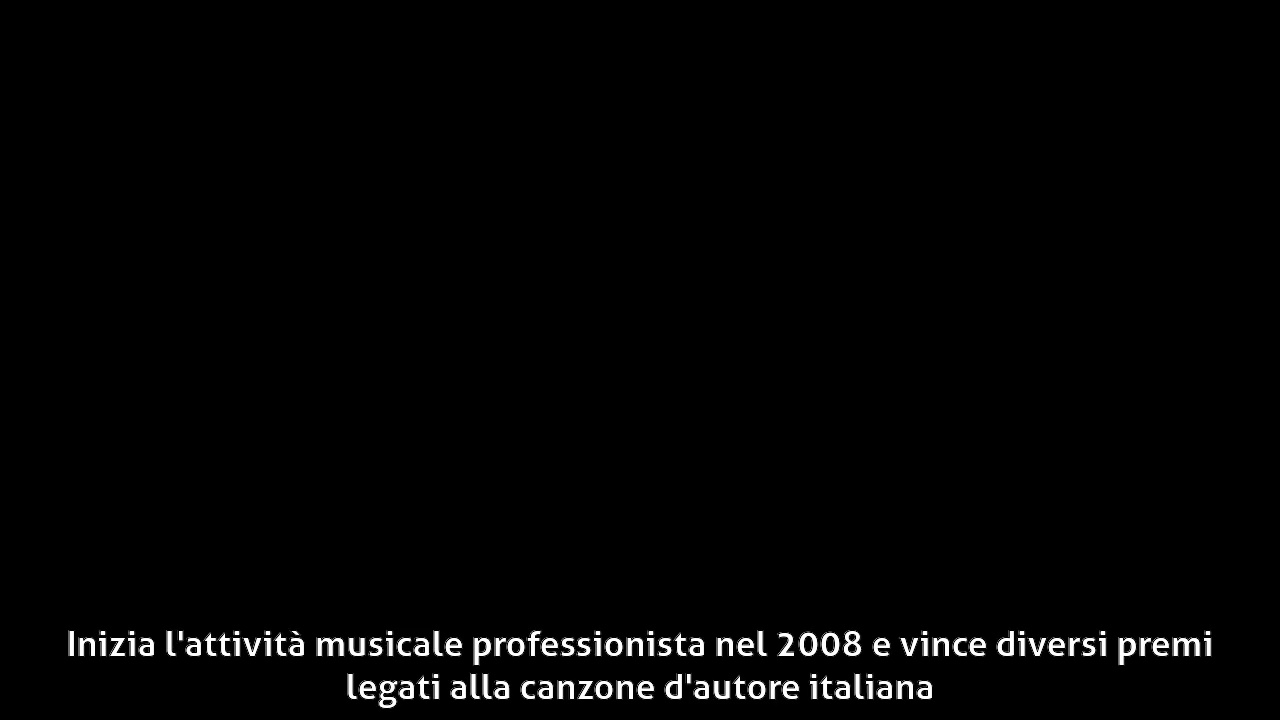 Inizia l'attività musicale professionista nel 2008 e vince diversi premi
legati alla canzone d'autore italiana